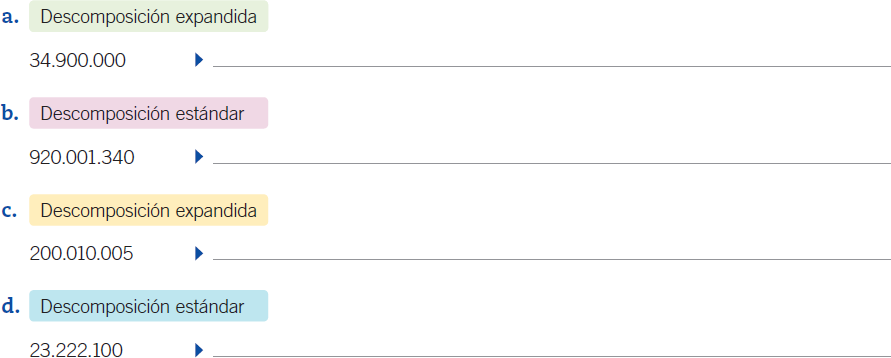 a. Descomposición expandida
34.900.000
b. Descomposición estándar
920.001.340
c. Descomposición expandida
200.010.005
d. Descomposición estándar
23.222.100